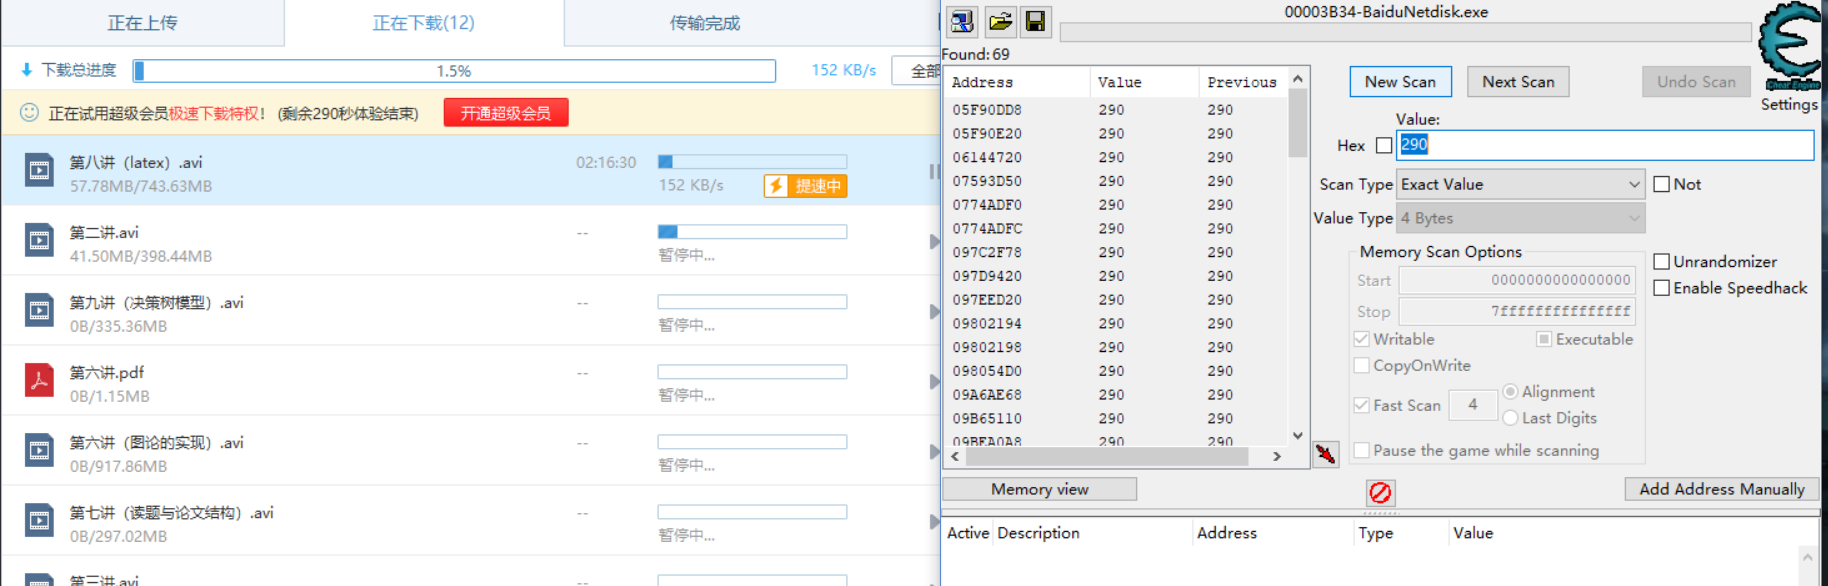 正在上传
正在下载(12)
传输完成
下载总进度
1.5%
152 KB/s
全部
正在试用超级会员极速下载特权！ (剩余290秒体验结束)
开通超级会员
第八讲（latex）.avi
57.78MB/743.63MB
02:16:30
152 KB/s
提速中
第二讲.avi
41.50MB/398.44MB
--
暂停中...
第九讲（决策树模型）.avi
0B/335.36MB
--
暂停中...
第六讲.pdf
0B/1.15MB
--
暂停中...
第六讲（图论的实现）.avi
0B/917.86MB
--
暂停中...
第七讲（读题与论文结构）.avi
0B/297.02MB
--
暂停中...
第三讲.avi
--
00003B34-BaiduNetdisk.exe
Found: 69
Address Value Previous
05F90DD8 290 290
05F90E20 290 290
06144720 290 290
07593D50 290 290
0774ADF0 290 290
0774ADFC 290 290
097C2F78 290 290
097D9420 290 290
097EED20 290 290
09802194 290 290
09802198 290 290
098054D0 290 290
09A6AE68 290 290
09B65110 290 290
09BEA0A8 290 290
New Scan
Next Scan
Undo Scan
Cheat Engine
Settings
Value:
Hex
290
Scan Type
Exact Value
Not
Value Type
4 Bytes
Memory Scan Options
Start
0000000000000000
Stop
7fffffffffffffff
Writable
Executable
CopyOnWrite
Fast Scan
4
Alignment
Last Digits
Pause the game while scanning
Unrandomizer
Enable Speedhack
Memory view
Add Address Manually
Active Description Address Type Value